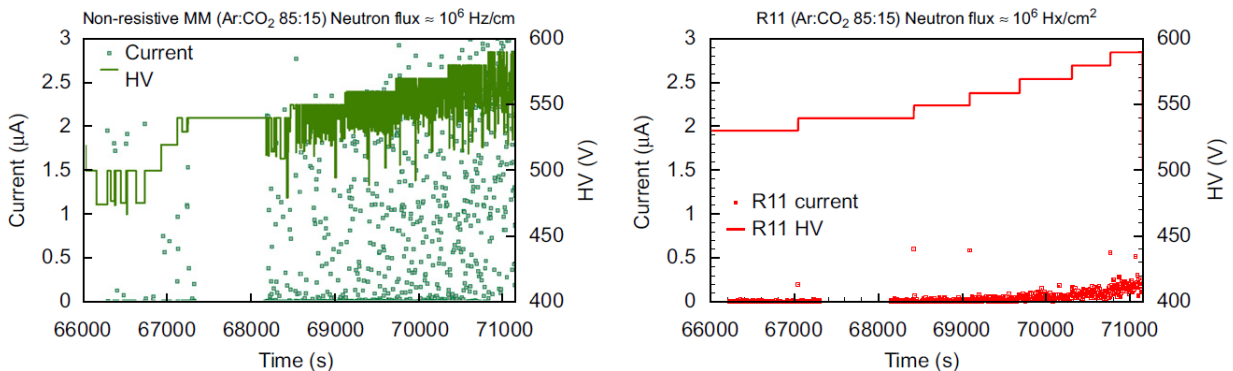 Non-resistive MM (Ar:CO2 85:15) Neutron flux ≈ 10^6 Hz/cm
3
2.5
2
1.5
1
0.5
0
Current (μA)
Current
HV
600
550
500
450
400
HV (V)
66000 67000 68000 69000 70000 71000
Time (s)
R11 (Ar:CO2 85:15) Neutron flux ≈ 10^6 Hx/cm^2
3
2.5
2
1.5
1
0.5
0
Current (μA)
R11 current
R11 HV
600
550
500
450
400
HV (V)
66000 67000 68000 69000 70000 71000
Time (s)